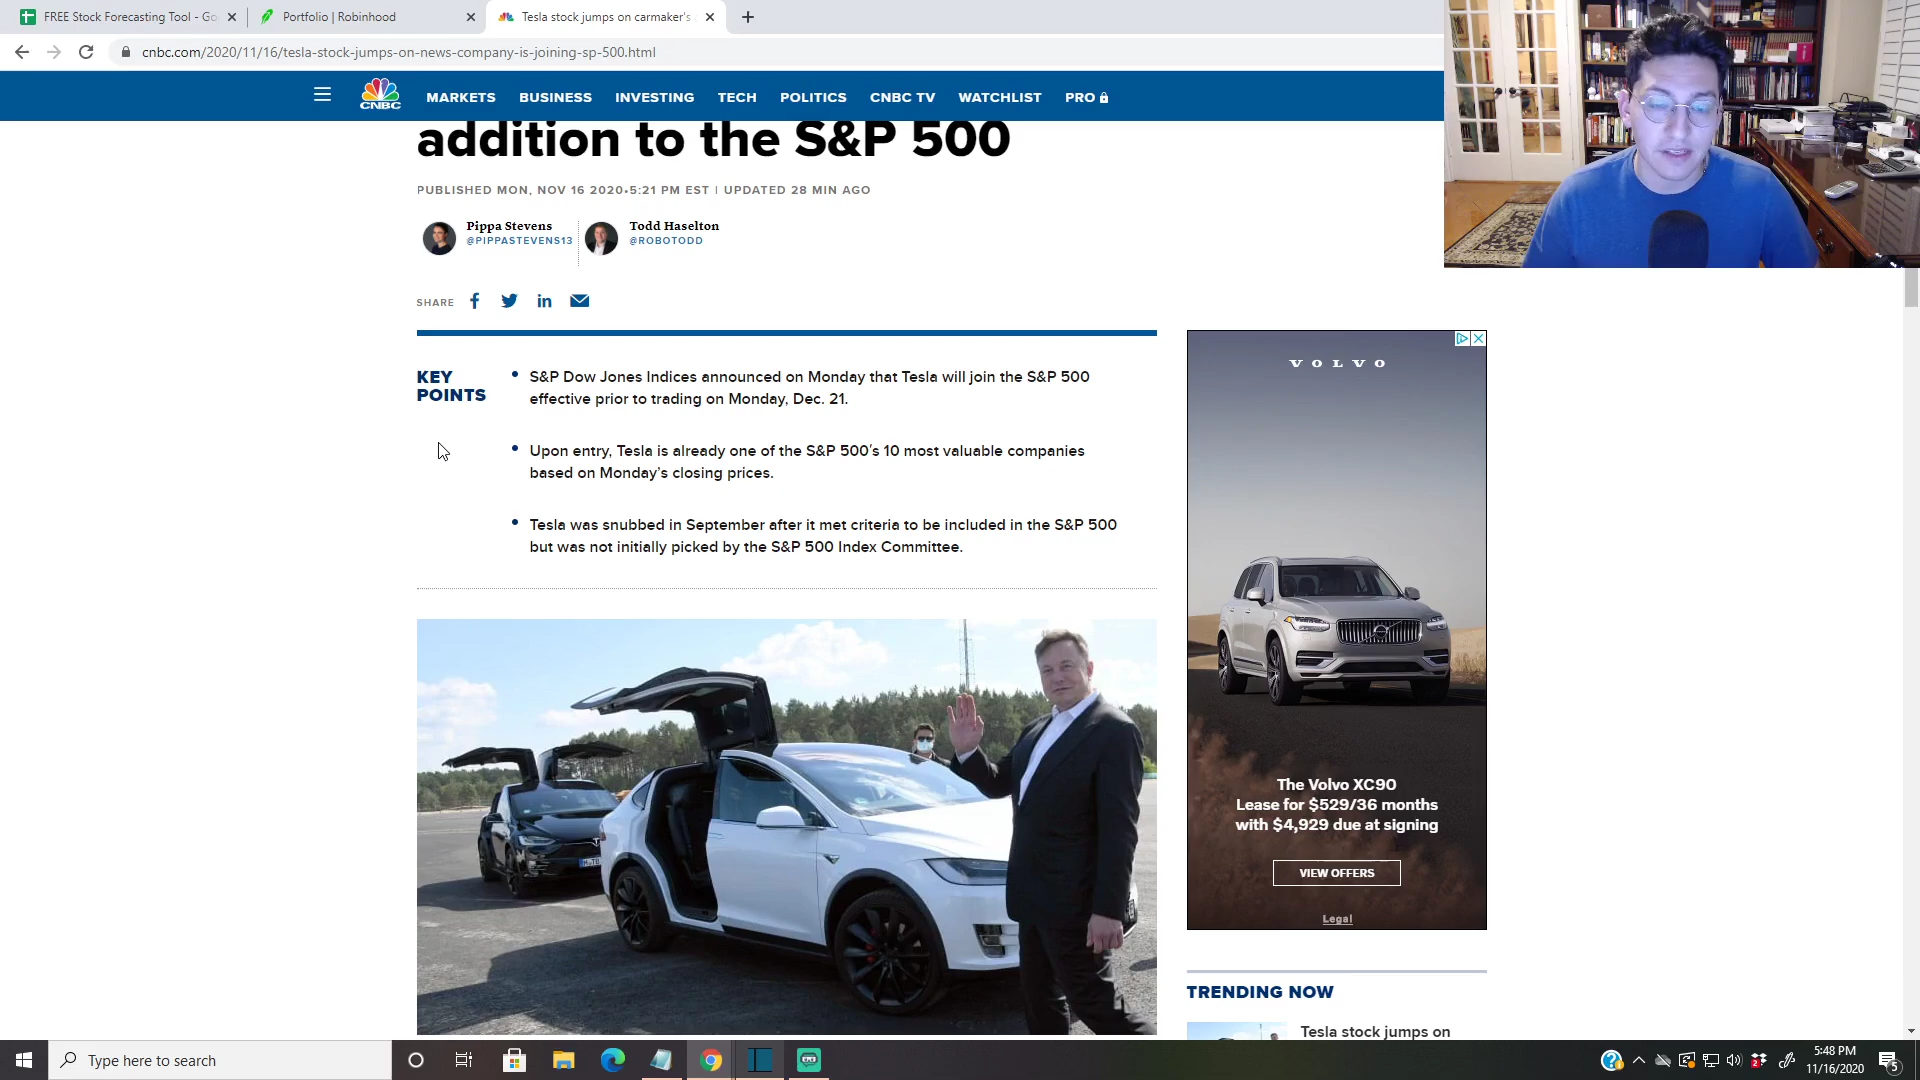 FREE Stock Forecasting Tool - Go
Portfolio | Robinhood
Tesla stock jumps on carmaker's
cnbc.com/2020/11/16/tesla-stock-jumps-on-news-company-is-joining-sp-500.html
CNBC
MARKETS BUSINESS INVESTING TECH POLITICS CNBC TV WATCHLIST PRO
addition to the S&P 500
PUBLISHED MON, NOV 16 2020•5:21 PM EST | UPDATED 28 MIN AGO
Pippa Stevens
@PIPPASTEVENS13
Todd Haselton
@ROBOTODD
SHARE
KEY
POINTS
S&P Dow Jones Indices announced on Monday that Tesla will join the S&P 500
effective prior to trading on Monday, Dec. 21.
Upon entry, Tesla is already one of the S&P 500's 10 most valuable companies
based on Monday's closing prices.
Tesla was snubbed in September after it met criteria to be included in the S&P 500
but was not initially picked by the S&P 500 Index Committee.
VOLVO
The Volvo XC90
Lease for $529/36 months
with $4,929 due at signing
VIEW OFFERS
Legal
TRENDING NOW
Tesla stock jumps on
Type here to search
5:48 PM
11/16/2020
5